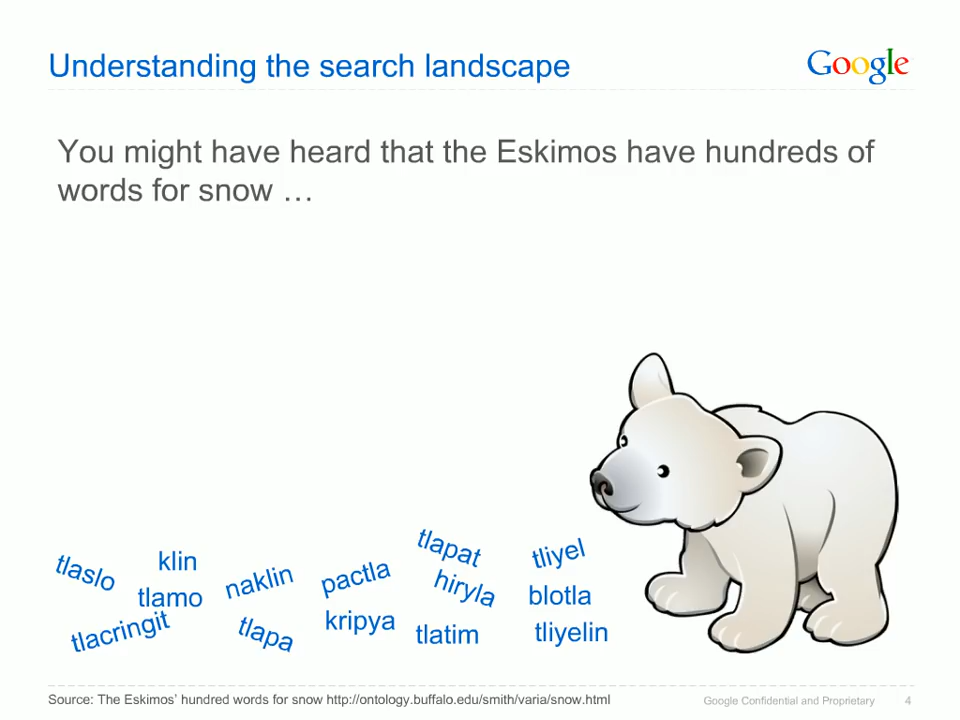 Understanding the search landscape
Google
You might have heard that the Eskimos have hundreds of
words for snow …
tlapat
tliyel
klin
tlaslo
naklin
pactla
hiryla
tlamo
blotla
tlacringit
tlapa
kripya
tlatim
tliyelin
Source: The Eskimos’ hundred words for snow http://ontology.buffalo.edu/smith/varia/snow.html
Google Confidential and Proprietary 4